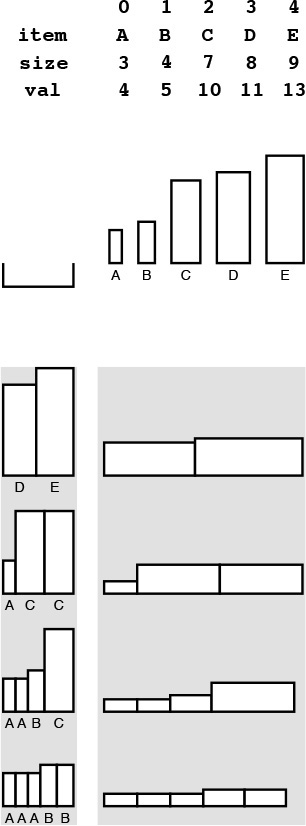 0 1 2 3 4
item A B C D E
size 3 4 7 8 9
val 4 5 10 11 13
A B C D E
D E
A C C
A A B C
A A A B B